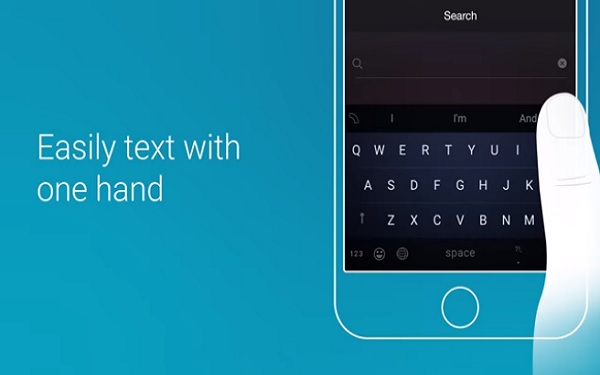 Search
I I'm And
Q W E R T Y U I
Easily text with
one hand
A S D F G H J K
Z X C V B N M
123 space